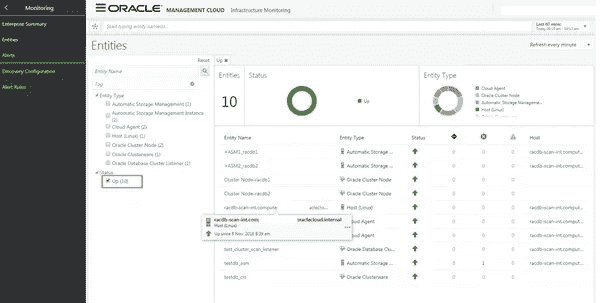 Monitoring
ORACLE MANAGEMENT CLOUD Infrastructure Monitoring
Enterprise Summary
Entities
Alerts
Discovery Configuration
Alert Rules
Last 60 mins
Entities
Refresh every minute
Reset
Up
Entity Name
Tag
Entity Type
Automatic Storage Management (1)
Automatic Storage Management Instance (2)
Cloud Agent (2)
Host (Linux) (1)
Oracle Cluster Node (2)
Oracle Clusterware (1)
Oracle Database Cluster Listener (1)
Status
Up (10)
Entities
10
Status
Up
Entity Type
Cloud Agent
Oracle Cluster Node
Automatic Storage Manageme...
Host (Linux)
Entity Name Entity Type Status Host
+ASM1_racdb1 Automatic Storage ... 0 0 0 racdb-scan-int.comput...
+ASM2_racdb2 Automatic Storage ... 0 0 0 racdb-scan-int.comput...
Cluster Node-racdb1 Oracle Cluster Node 0 0 0
Cluster Node-racdb2 Oracle Cluster Node 0 0 0
racdb-scan-int.compute Host (Linux) 0 0 0 racdb-scan-int.comput...
Cloud Agent 0 0 0 racdb-scan-int.comput...
racdb-scan-int.com oraclecloud.internal
Host (Linux)
Up since 6 Nov, 2018 8:39 am
Cloud Agent 0 0 0 racdb-scan-int.comput...
test_cluster_scan_listener Oracle Database Clu... 0 0 0 racdb-scan-int.comput...
testdb_asm Automatic Storage ... 0 1 0 racdb-scan-int.comput...
testdb_crs Oracle Clusterware 0 0 0